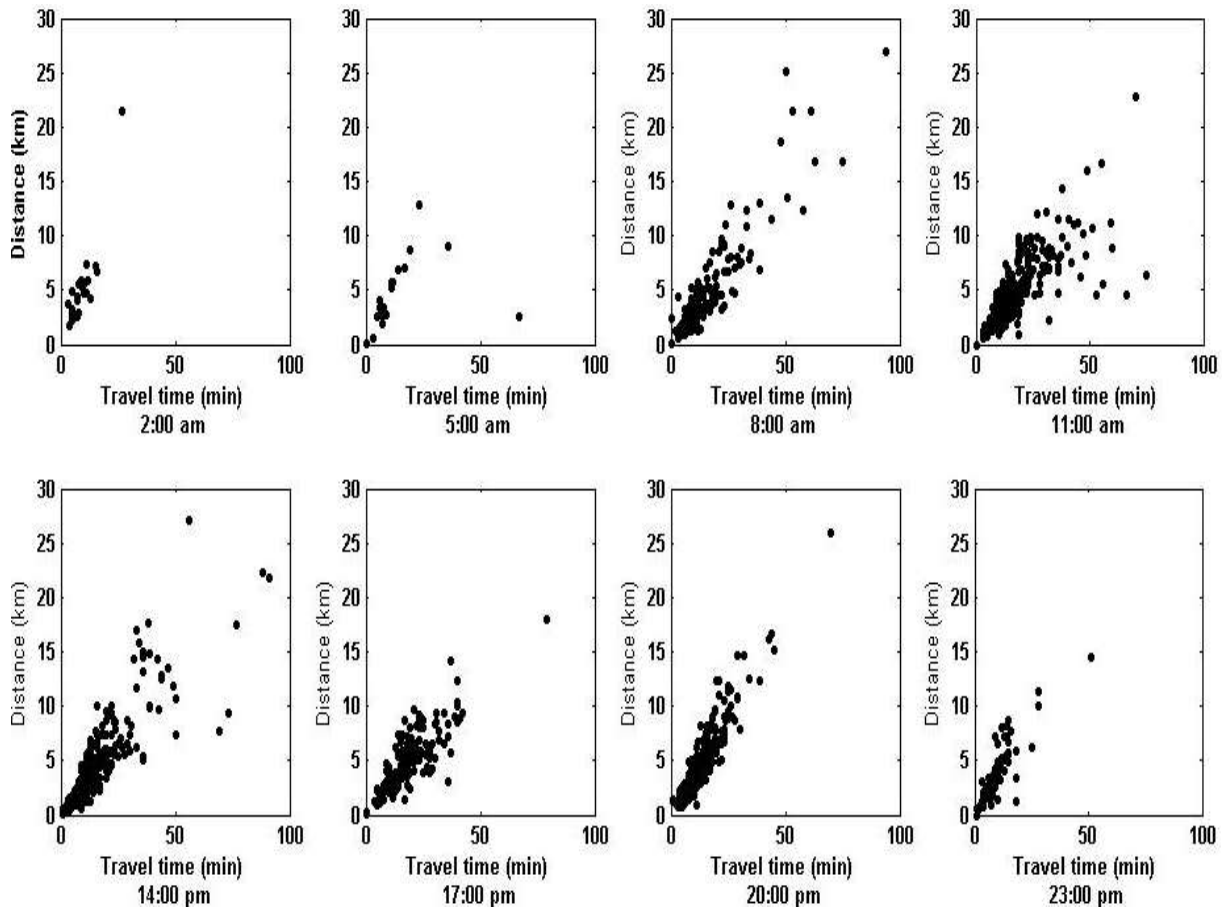 30 30 30 30
25 25 25 25
20 20 20 20
15 15 15 15
10 10 10 10
5 5 5 5
0 0 0 0
Distance (km) Distance (km) Distance (km) Distance (km)
0 50 100 0 50 100 0 50 100 0 50 100
Travel time (min) Travel time (min) Travel time (min) Travel time (min)
2:00 am 5:00 am 8:00 am 11:00 am
30 30 30 30
25 25 25 25
20 20 20 20
15 15 15 15
10 10 10 10
5 5 5 5
0 0 0 0
Distance (km) Distance (km) Distance (km) Distance (km)
0 50 100 0 50 100 0 50 100 0 50 100
Travel time (min) Travel time (min) Travel time (min) Travel time (min)
14:00 pm 17:00 pm 20:00 pm 23:00 pm